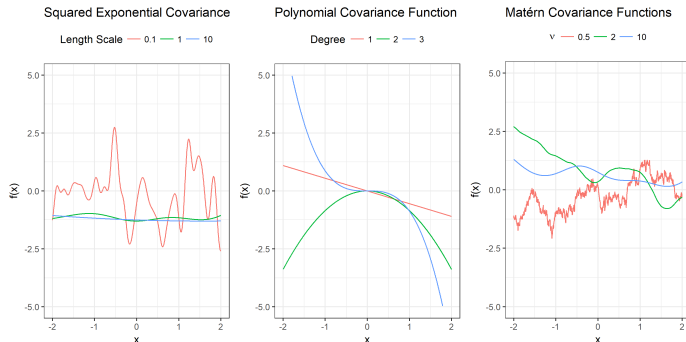 Squared Exponential Covariance
Length Scale 0.1 1 10
5.0
2.5
0.0
-2.5
-5.0
f(x)
-2 -1 0 1 2
x
Polynomial Covariance Function
Degree 1 2 3
5.0
2.5
0.0
-2.5
-5.0
f(x)
-2 -1 0 1 2
x
Matérn Covariance Functions
ν 0.5 2 10
5.0
2.5
0.0
-2.5
-5.0
f(x)
-2 -1 0 1 2
x